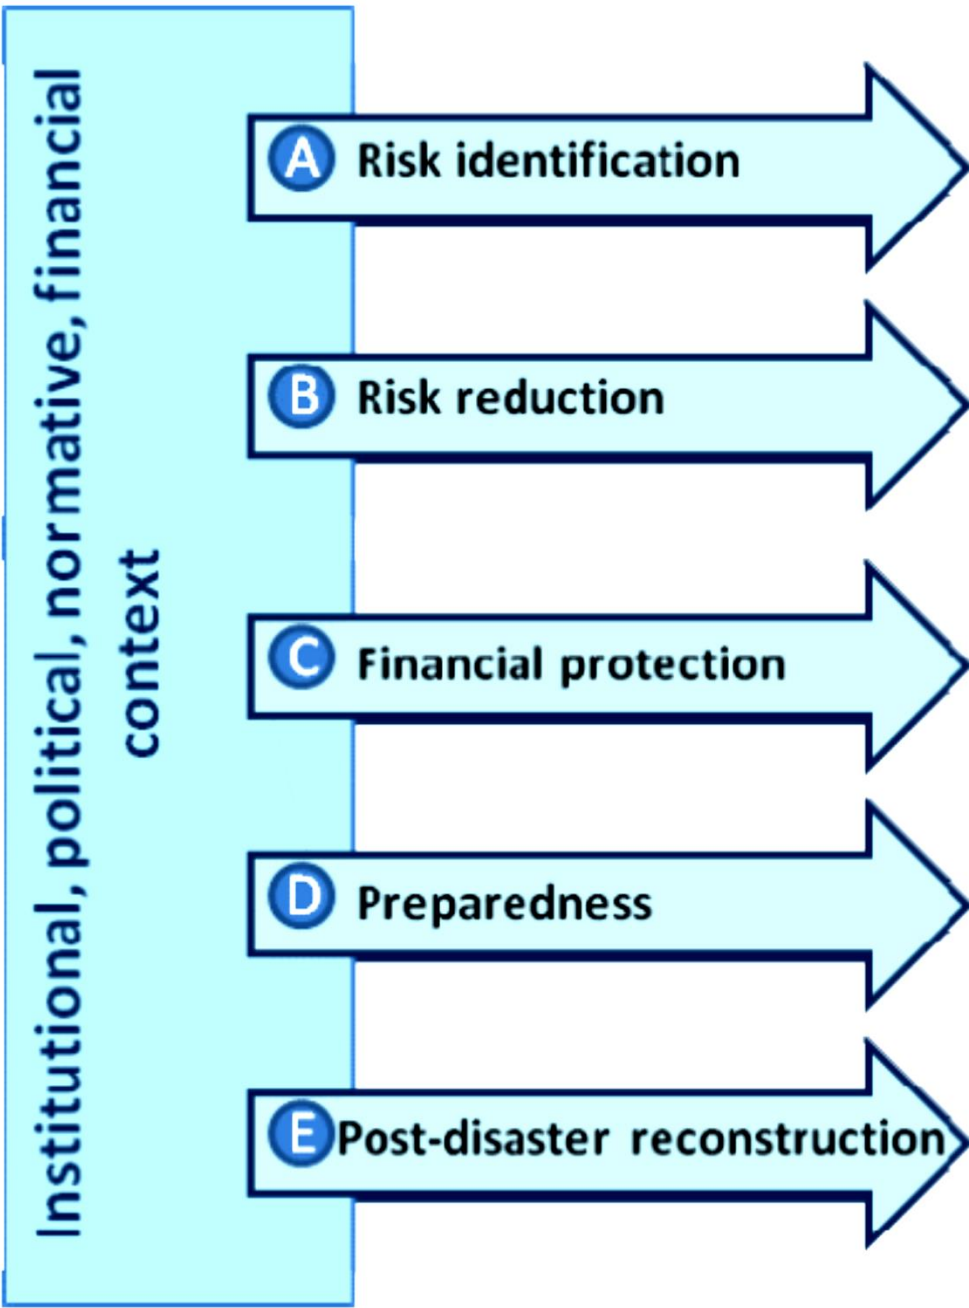 Institutional, political, normative, financial
context
A Risk identification
B Risk reduction
C Financial protection
D Preparedness
E Post-disaster reconstruction